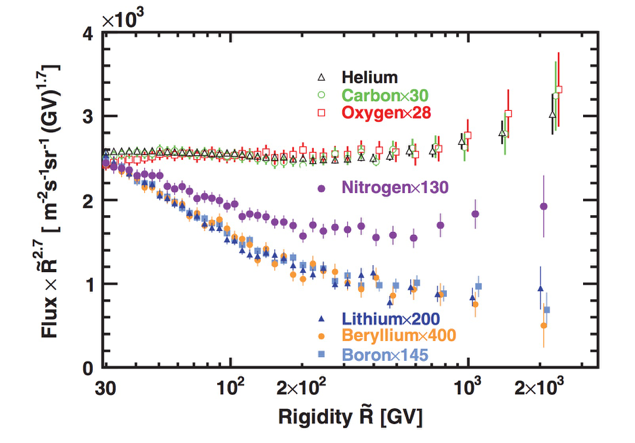 ×10³
4
3
2
1
0
Flux × R̃^2.7 [ m⁻²s⁻¹sr⁻¹ (GV)^1.7]
Helium
Carbon×30
Oxygen×28
Nitrogen×130
Lithium×200
Beryllium×400
Boron×145
30 10² 2×10² 10³ 2×10³
Rigidity R̃ [GV]